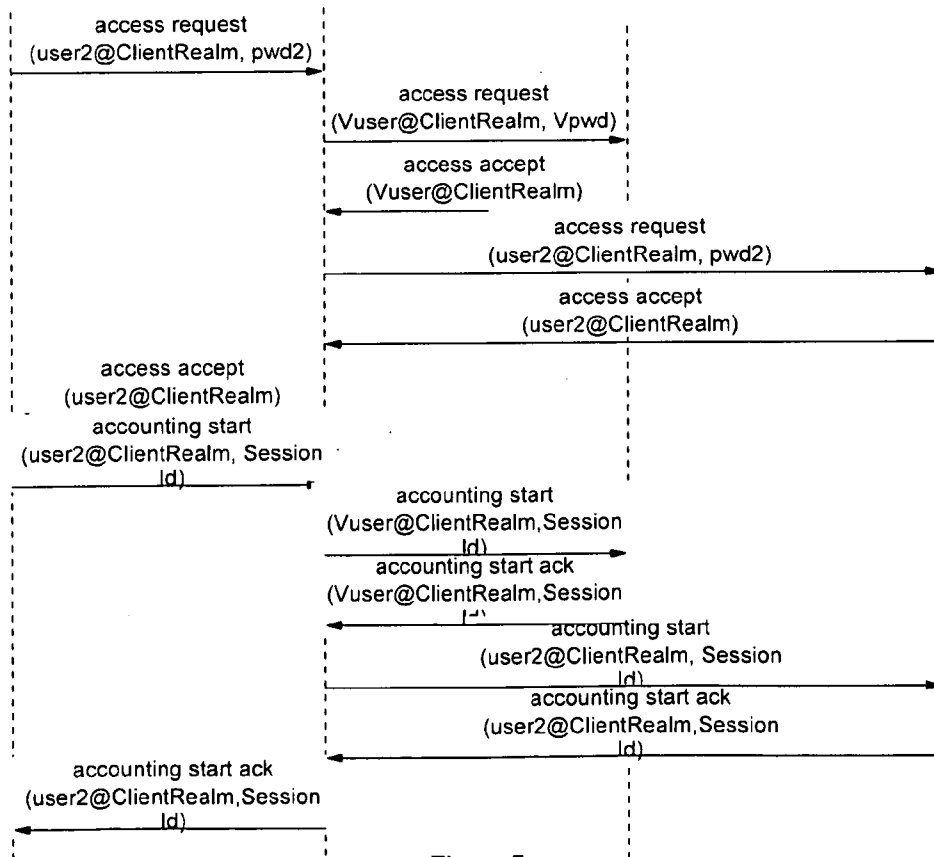 access request
(user2@ClientRealm, pwd2)
access request
(Vuser@ClientRealm, Vpwd)
access accept
(Vuser@ClientRealm)
access request
(user2@ClientRealm, pwd2)
access accept
(user2@ClientRealm)
access accept
(user2@ClientRealm)
accounting start
(user2@ClientRealm, Session
Id)
accounting start
(Vuser@ClientRealm,Session
Id)
accounting start ack
(Vuser@ClientRealm,Session
accounting start
(user2@ClientRealm, Session
Id)
accounting start ack
(user2@ClientRealm,Session
Id)
accounting start ack
(user2@ClientRealm,Session
Id)